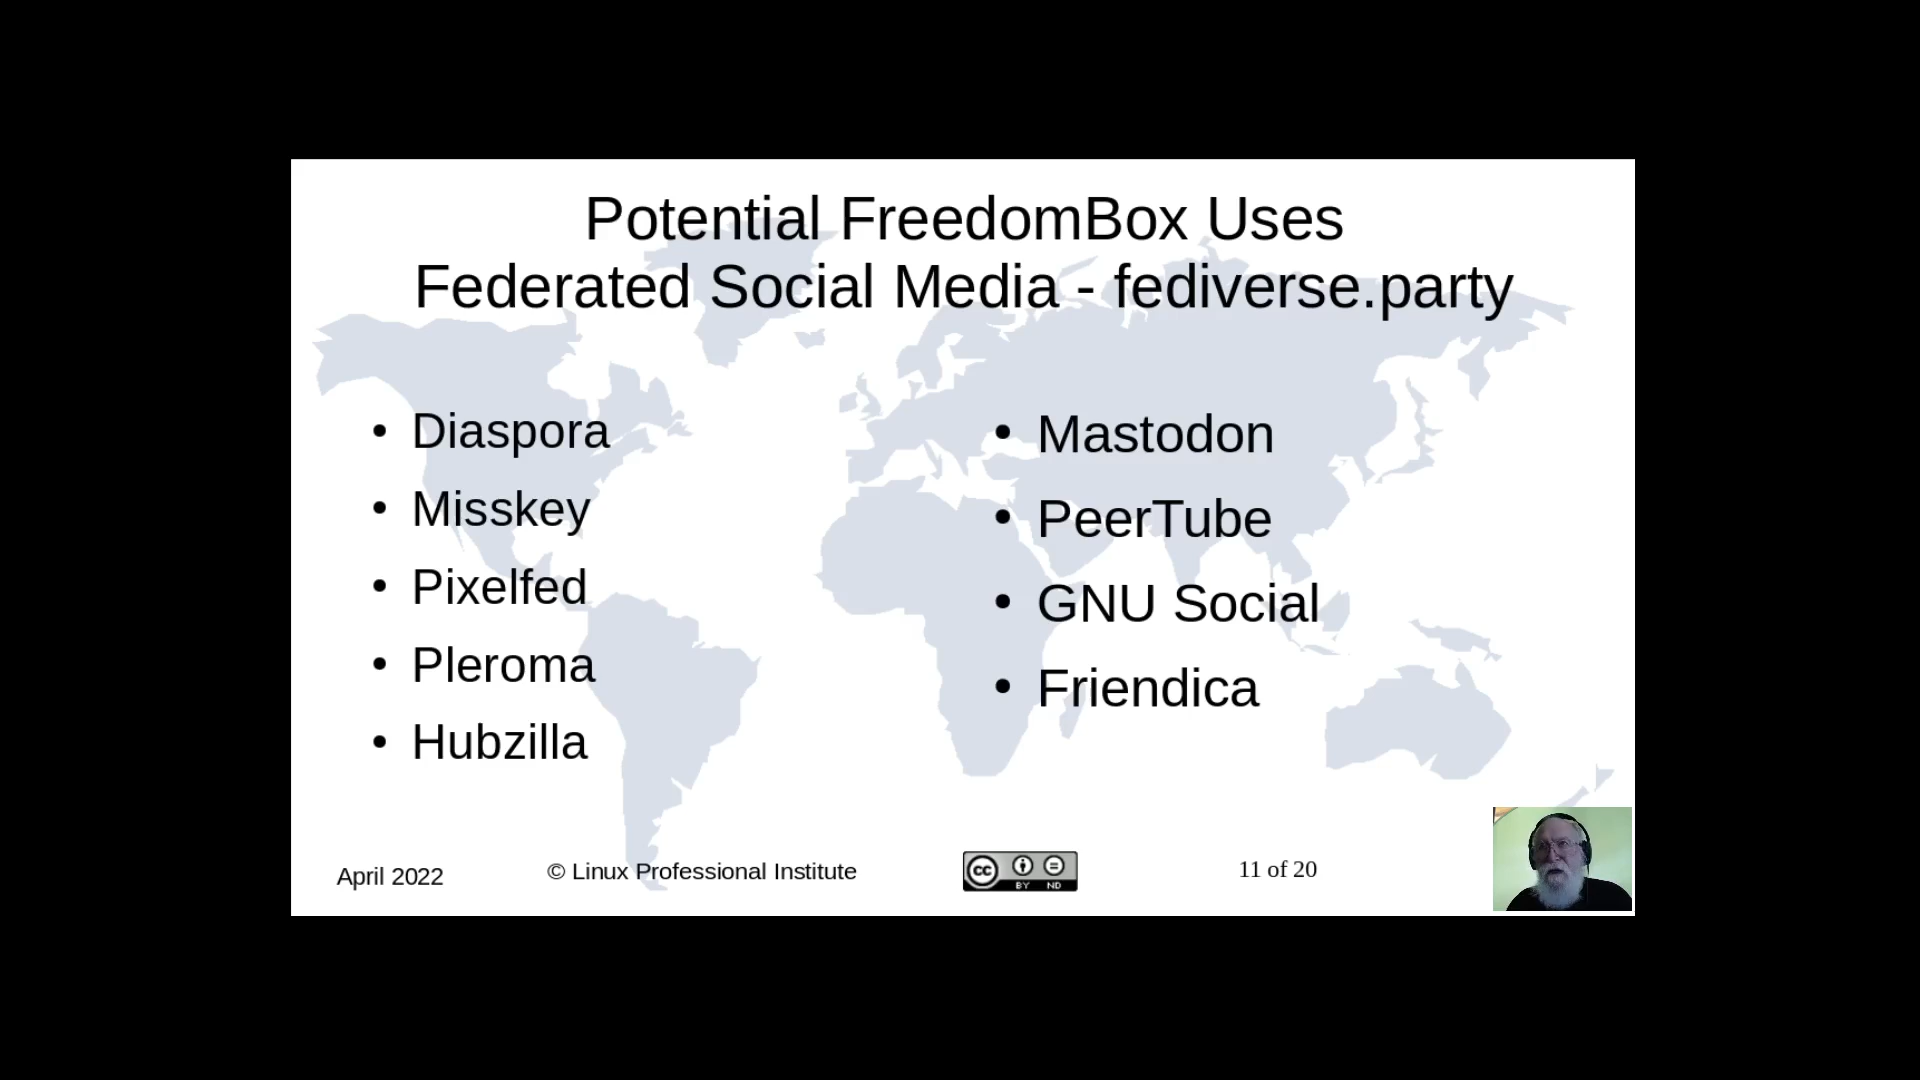 Potential FreedomBox Uses
Federated Social Media - fediverse.party
• Diaspora
• Misskey
• Pixelfed
• Pleroma
• Hubzilla
• Mastodon
• PeerTube
• GNU Social
• Friendica
April 2022
© Linux Professional Institute
cc BY ND
11 of 20